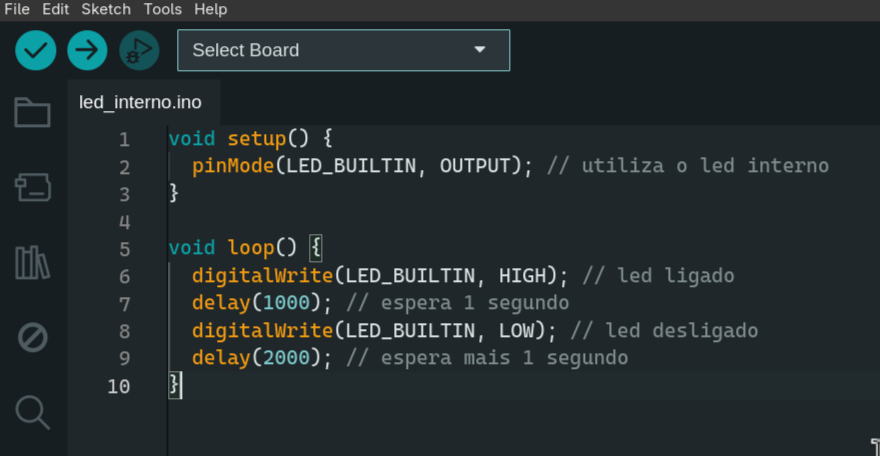 File Edit Sketch Tools Help
Select Board
led_interno.ino
1 void setup() {
2 pinMode(LED_BUILTIN, OUTPUT); // utiliza o led interno
3 }
4
5 void loop() {
6 digitalWrite(LED_BUILTIN, HIGH); // led ligado
7 delay(1000); // espera 1 segundo
8 digitalWrite(LED_BUILTIN, LOW); // led desligado
9 delay(2000); // espera mais 1 segundo
10 }